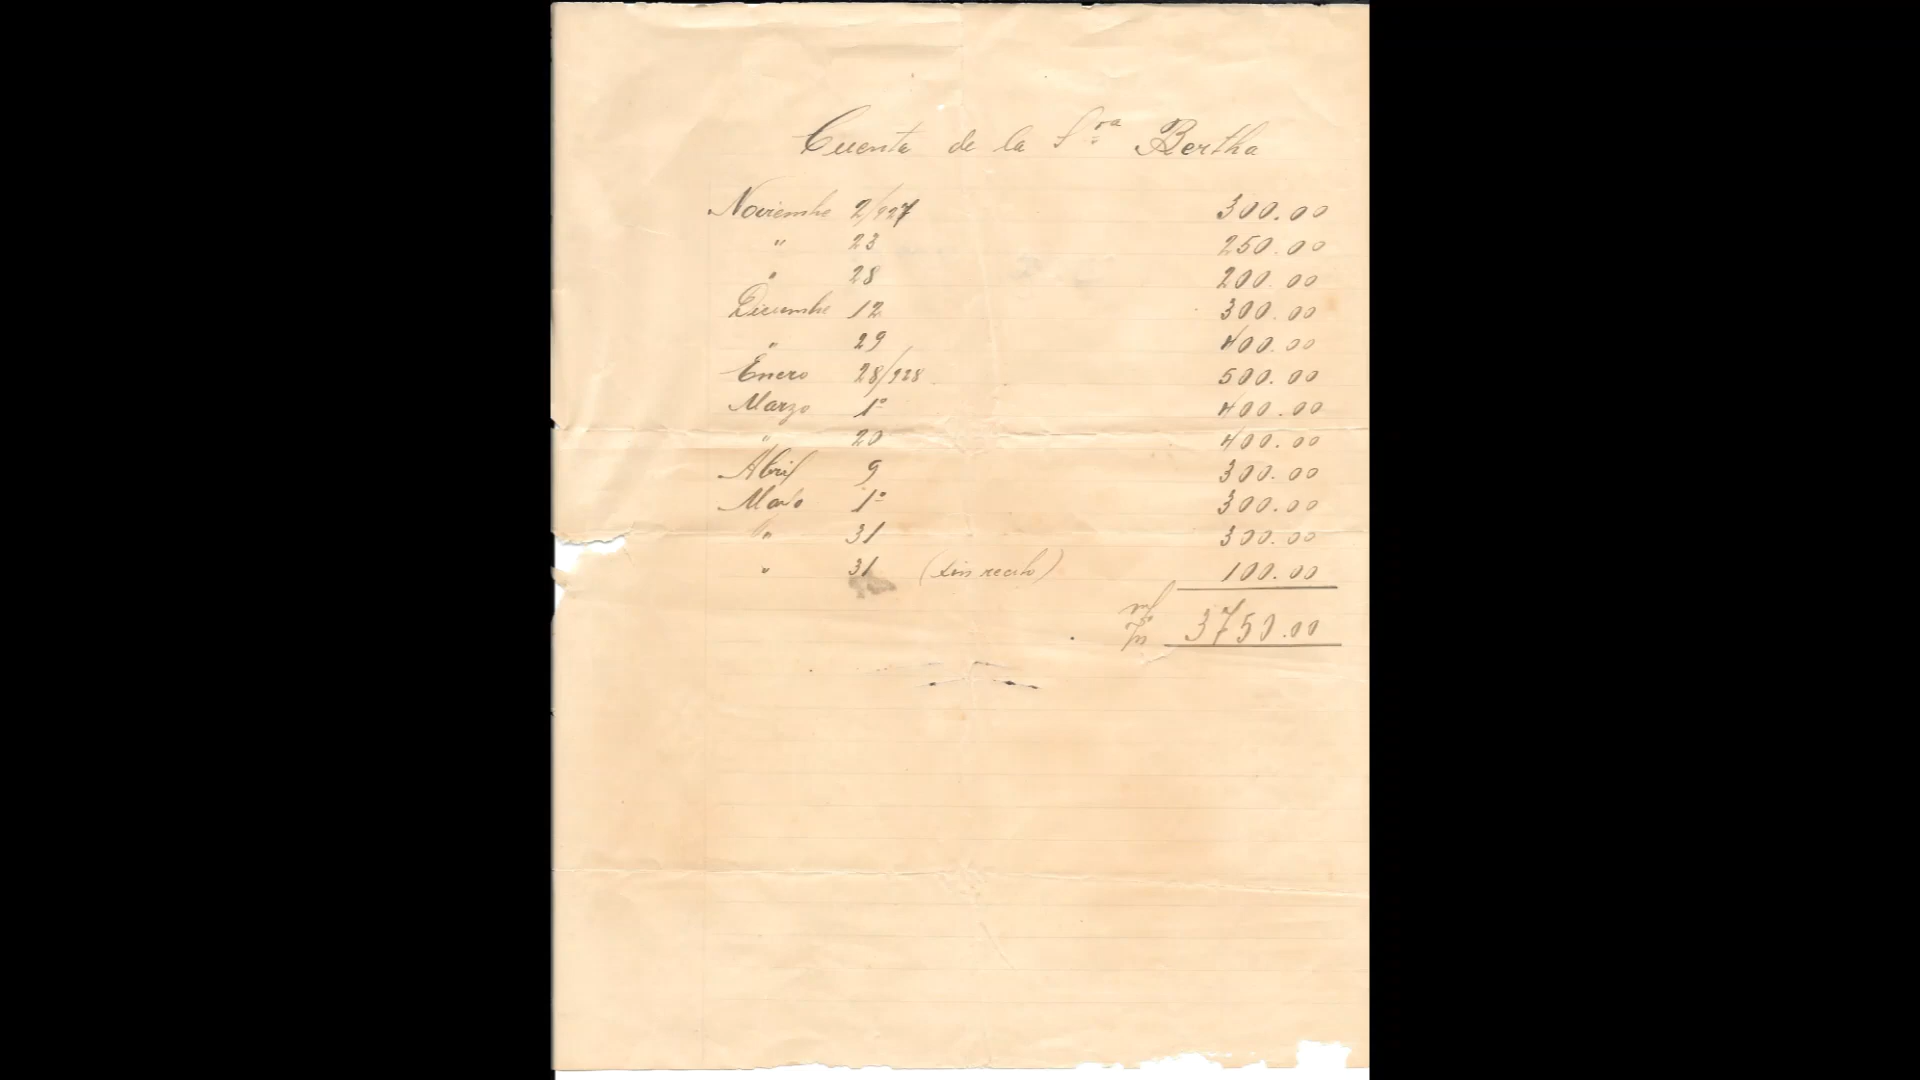 Cuenta de la Sra Bertha
Noviembre 2/927 300.00
" 23 250.00
" 28 200.00
Diciembre 12 300.00
" 29 400.00
Enero 28/928 500.00
Marzo 1º 400.00
" 20 400.00
Abril 9 300.00
Mayo 1º 300.00
" 31 300.00
" 31 (sin recibo) 100.00
3750.00